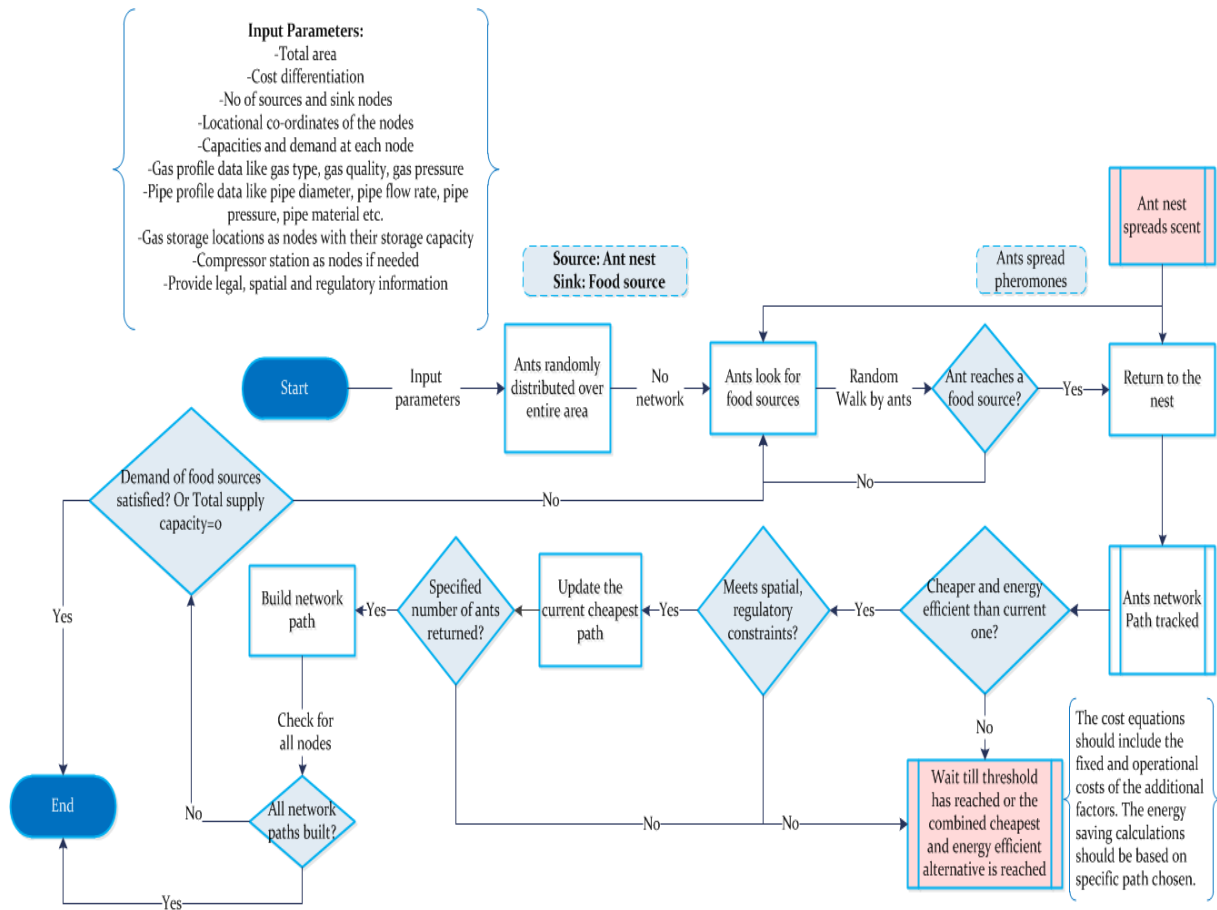 Input Parameters:
-Total area
-Cost differentiation
-No of sources and sink nodes
-Locational co-ordinates of the nodes
-Capacities and demand at each node
-Gas profile data like gas type, gas quality, gas pressure
-Pipe profile data like pipe diameter, pipe flow rate, pipe
pressure, pipe material etc.
-Gas storage locations as nodes with their storage capacity
-Compressor station as nodes if needed
-Provide legal, spatial and regulatory information
Source: Ant nest
Sink: Food source
Ants spread
pheromones
Ant nest
spreads scent
Start
Input
parameters
Ants randomly
distributed over
entire area
No
network
Ants look for
food sources
Random
Walk by ants
Ant reaches a
food source?
Yes
Return to the
nest
No
Demand of food sources
satisfied? Or Total supply
capacity=0
No
Yes
Ants network
Path tracked
Cheaper and energy
efficient than current
one?
Yes
Meets spatial,
regulatory
constraints?
Yes
Update the
current cheapest
path
Specified
number of ants
returned?
Yes
Build network
path
Check for
all nodes
All network
paths built?
No
Yes
End
No
No
No
Wait till threshold
has reached or the
combined cheapest
and energy efficient
alternative is reached
The cost equations
should include the
fixed and operational
costs of the additional
factors. The energy
saving calculations
should be based on
specific path chosen.